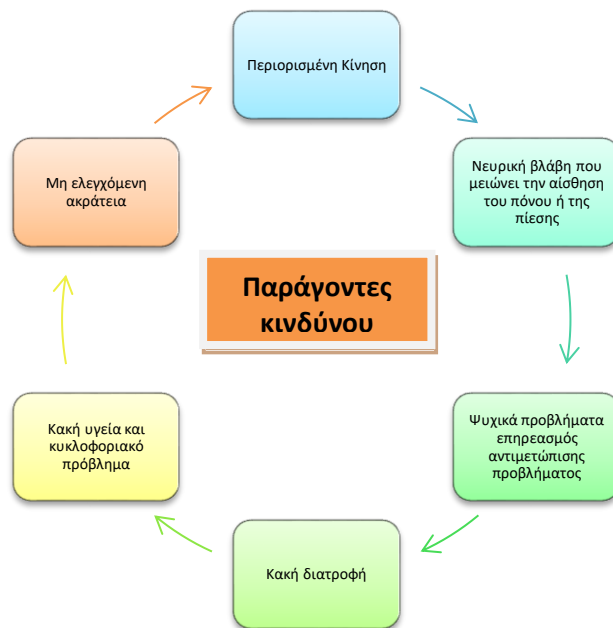 Περιορισμένη Κίνηση
Νευρική βλάβη που
μειώνει την αίσθηση
του πόνου ή της
πίεσης
Ψυχικά προβλήματα
επηρεασμός
αντιμετώπισης
προβλήματος
Κακή διατροφή
Κακή υγεία και
κυκλοφοριακό
πρόβλημα
Μη ελεγχόμενη
ακράτεια
Παράγοντες
κινδύνου